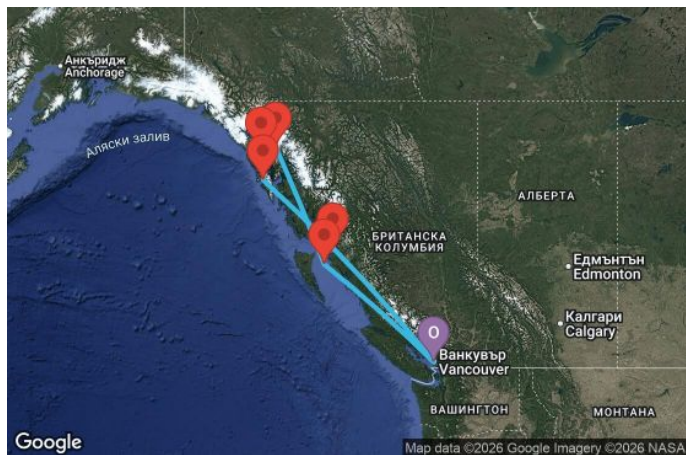 Анкъридж
Anchorage
Аляски залив
АЛБЕРТА
БРИТАНСКА
КОЛУМБИЯ
Едмънтън
Edmonton
Калгари
Calgary
O
Ванкувър
Vancouver
ВАШИНГТОН
МОНТАНА
Google
Map data ©2026 Google Imagery ©2026 NASA